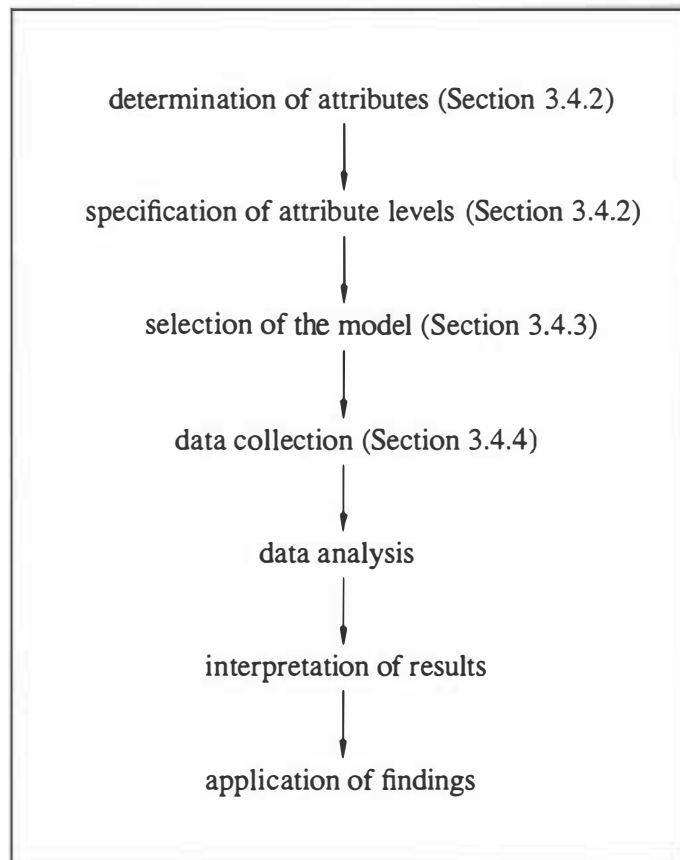 determination of attributes (Section 3.4.2)
specification of attribute levels (Section 3.4.2)
selection of the model (Section 3.4.3)
data collection (Section 3.4.4)
data analysis
interpretation of results
application of findings